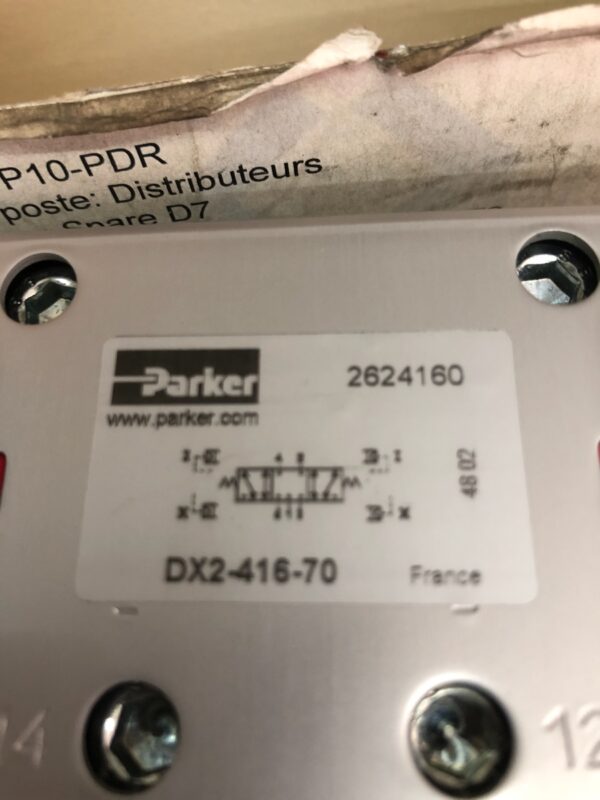 P10-PDR
poste: Distributeurs
Spare D7
Parker
2624160
www.parker.com
48 02
DX2-416-70
France
14
12